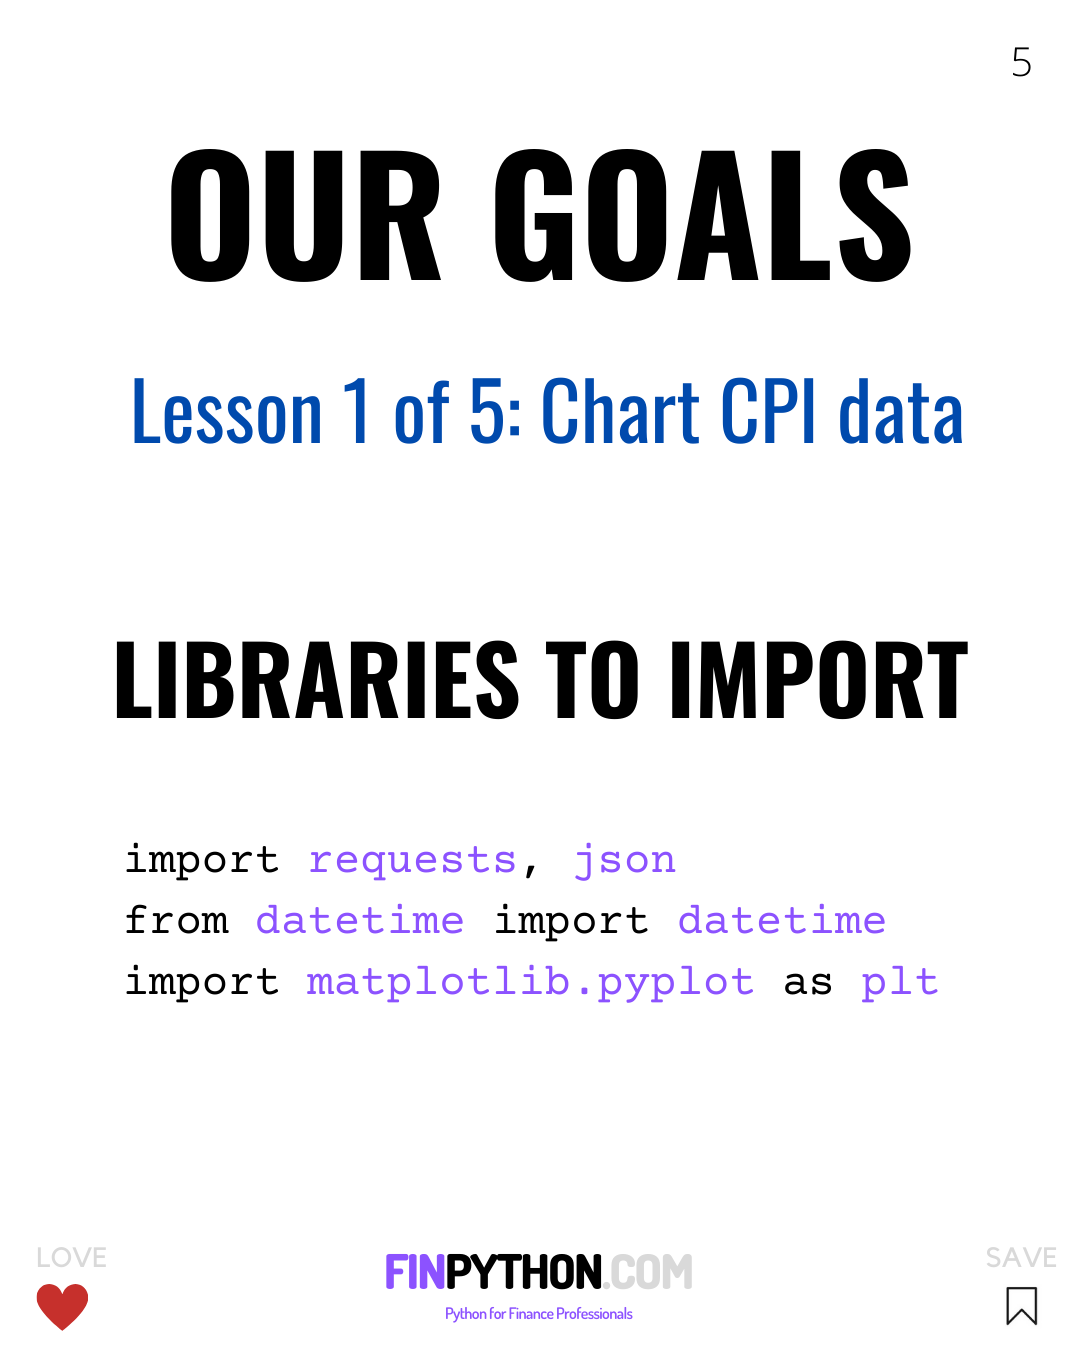 5
OUR GOALS
Lesson 1 of 5: Chart CPI data
LIBRARIES TO IMPORT
import requests, json
from datetime import datetime
import matplotlib.pyplot as plt
LOVE
FINPYTHON.COM
Python for Finance Professionals
SAVE